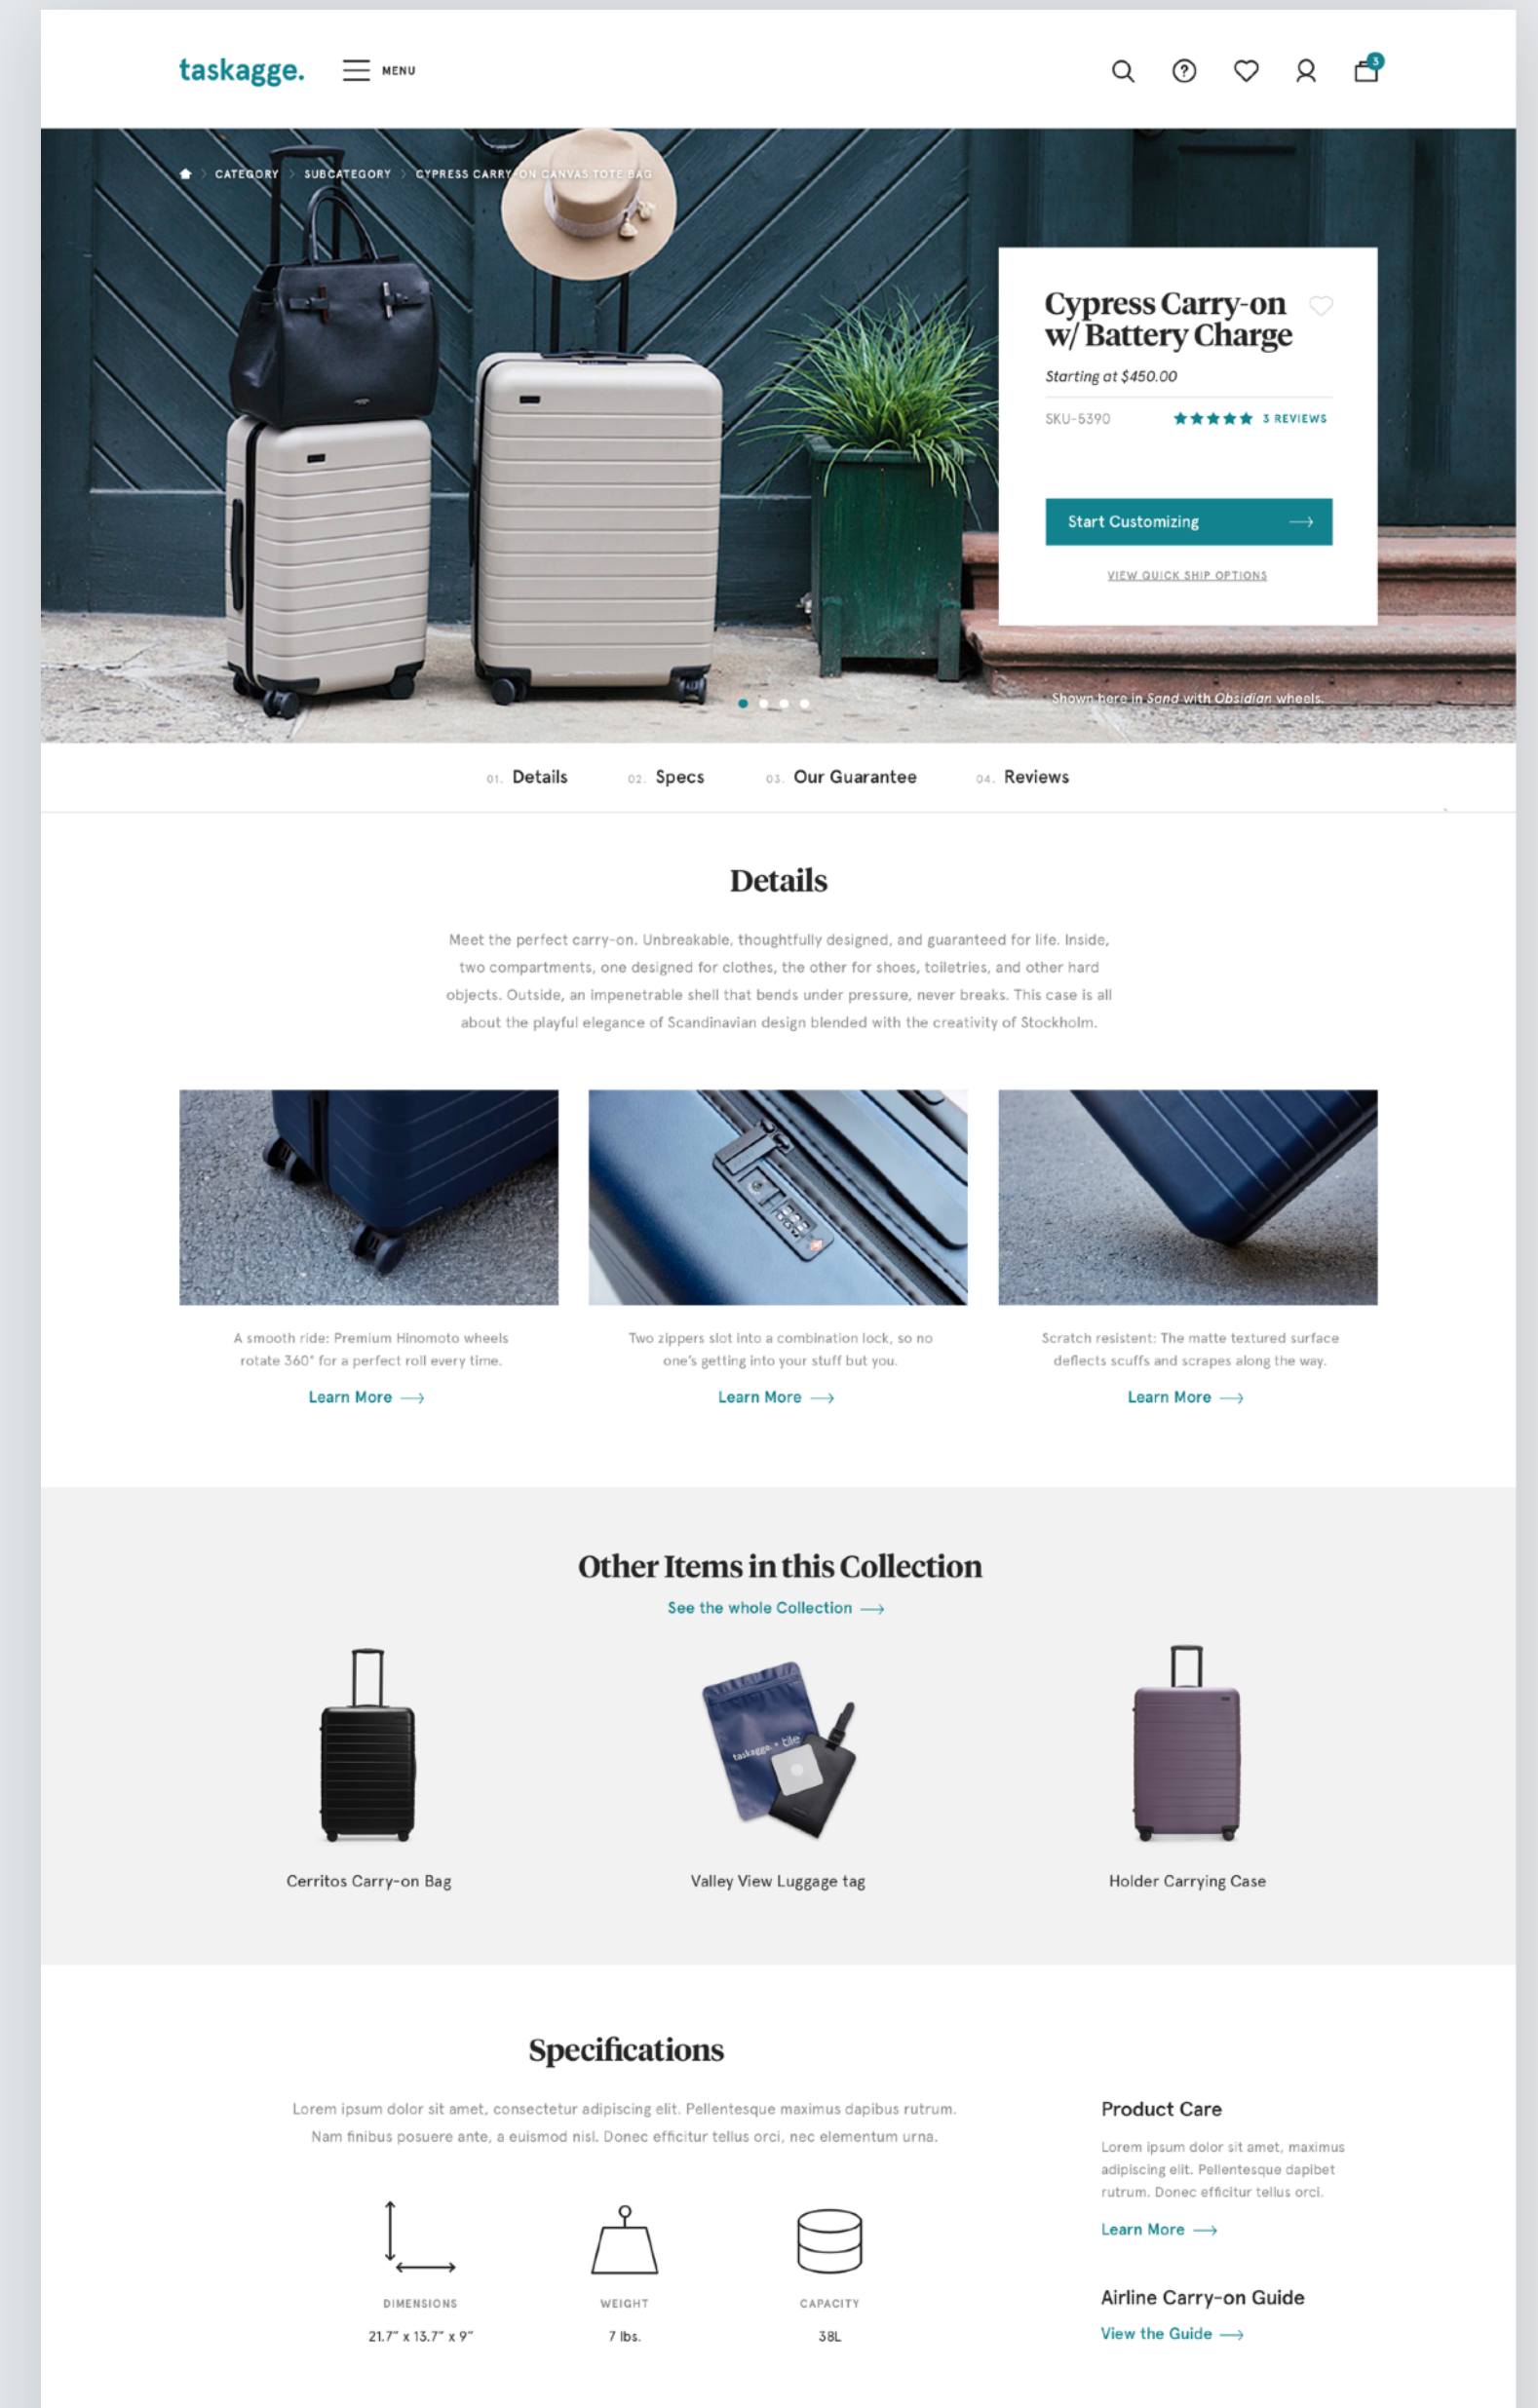 taskagge.
MENU
3
CATEGORY > SUBCATEGORY > CYPRESS CARRY-ON CANVAS TOTE BAG
Cypress Carry-on
w/ Battery Charge
Starting at $450.00
SKU-5390
3 REVIEWS
Start Customizing
VIEW QUICK SHIP OPTIONS
Shown here in Sand with Obsidian wheels.
01. Details 02. Specs 03. Our Guarantee 04. Reviews
Details
Meet the perfect carry-on. Unbreakable, thoughtfully designed, and guaranteed for life. Inside,
two compartments, one designed for clothes, the other for shoes, toiletries, and other hard
objects. Outside, an impenetrable shell that bends under pressure, never breaks. This case is all
about the playful elegance of Scandinavian design blended with the creativity of Stockholm.
A smooth ride: Premium Hinomoto wheels
rotate 360° for a perfect roll every time.
Learn More
Two zippers slot into a combination lock, so no
one's getting into your stuff but you.
Learn More
Scratch resistent: The matte textured surface
deflects scuffs and scrapes along the way.
Learn More
Other Items in this Collection
See the whole Collection
taskaggo. × tile
Cerritos Carry-on Bag
Valley View Luggage tag
Holder Carrying Case
Specifications
Lorem ipsum dolor sit amet, consectetur adipiscing elit. Pellentesque maximus dapibus rutrum.
Nam finibus posuere ante, a euismod nisl. Donec efficitur tellus orci, nec elementum urna.
DIMENSIONS
21.7″ x 13.7″ x 9″
WEIGHT
7 lbs.
CAPACITY
38L
Product Care
Lorem ipsum dolor sit amet, maximus
adipiscing elit. Pellentesque dapibet
rutrum. Donec efficitur tellus orci.
Learn More
Airline Carry-on Guide
View the Guide